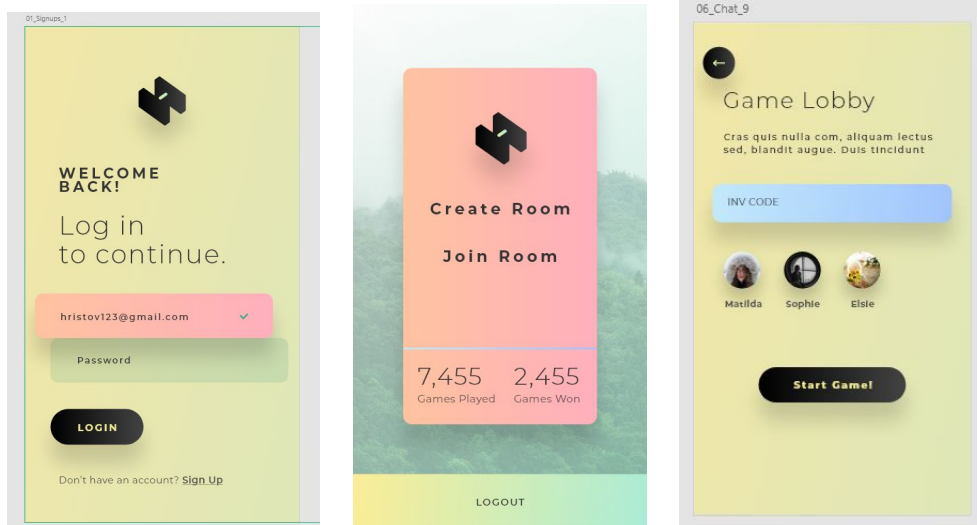 01_Signups_1
WELCOME
BACK!
Log in
to continue.
hristov123@gmail.com
Password
LOGIN
Don't have an account? Sign Up
Create Room
Join Room
7,455
2,455
Games Played
Games Won
LOGOUT
06_Chat_9
Game Lobby
Cras quis nulla com, aliquam lectus
sed, blandit augue. Duis tincidunt
INV CODE
Matilda
Sophie
Elsie
Start Game!